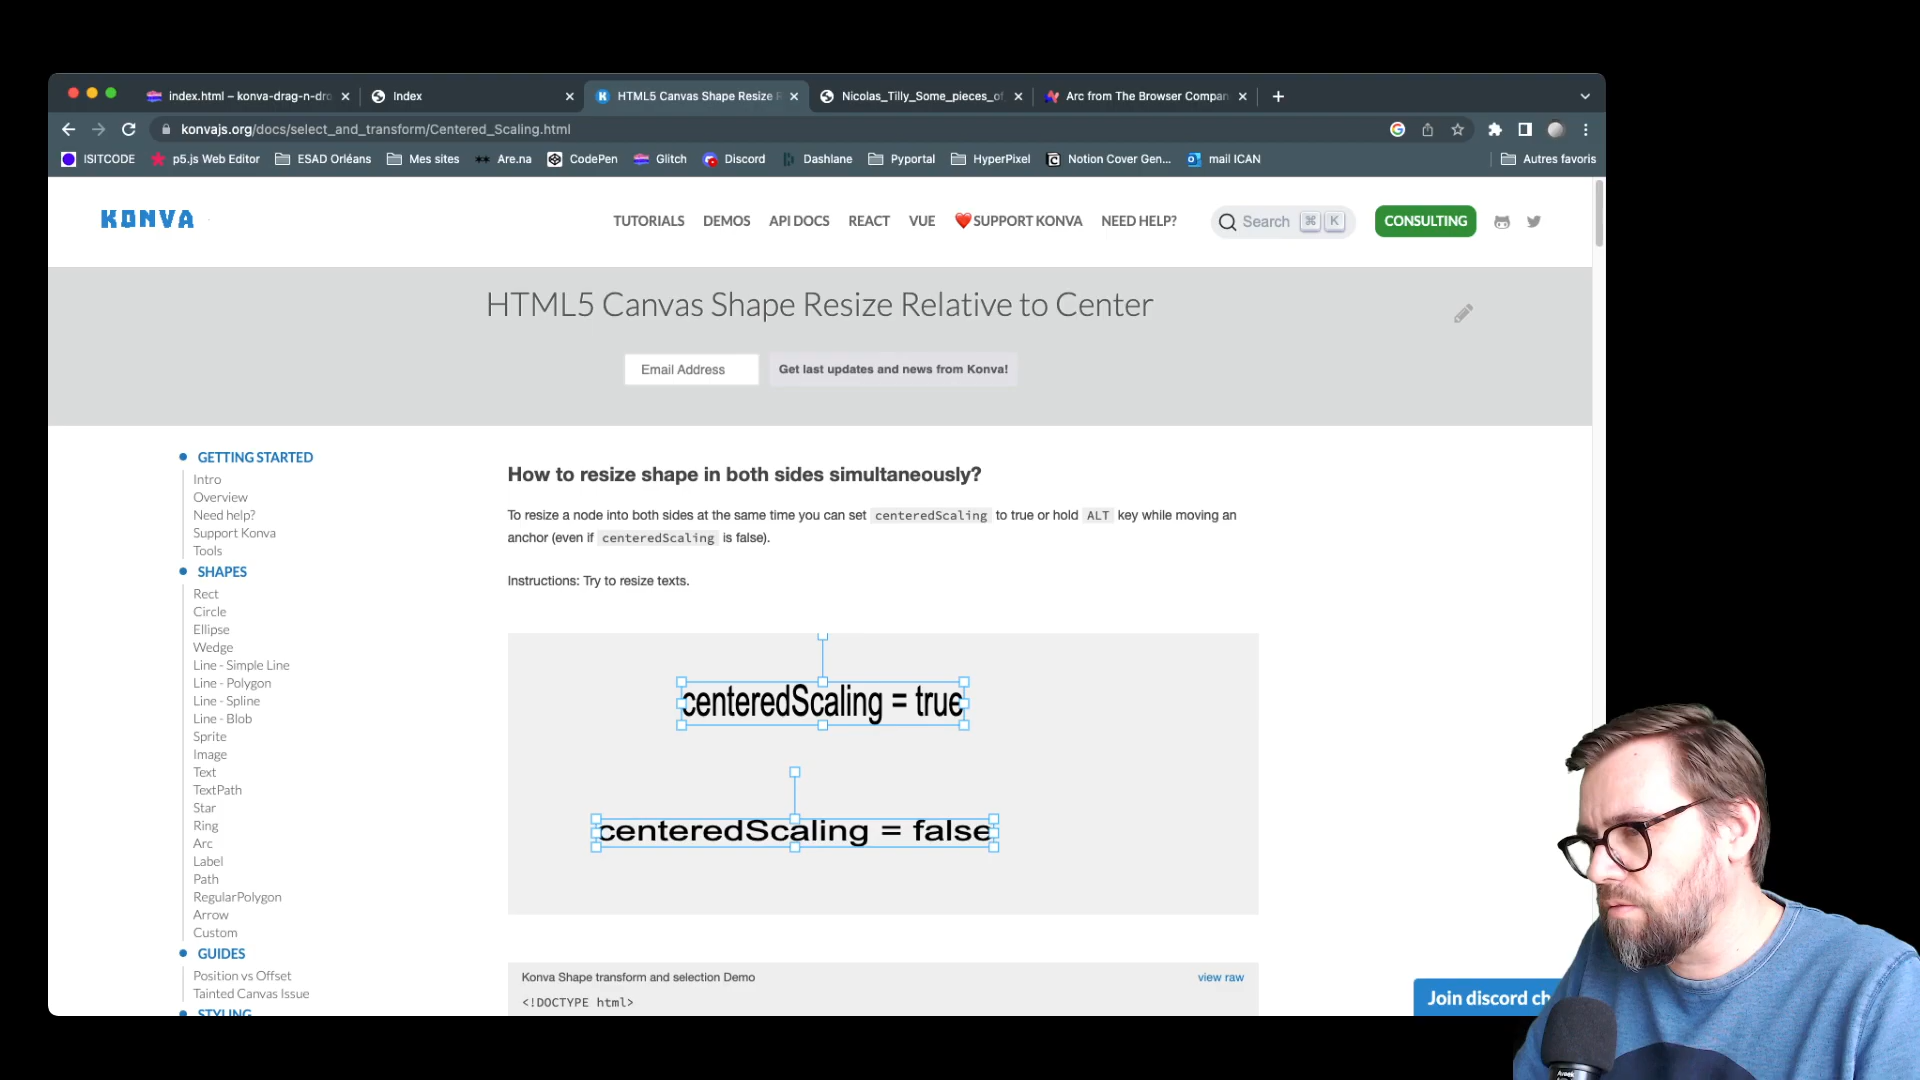 index.html – konva-drag-n-dro
Index
HTML5 Canvas Shape Resize R
Nicolas_Tilly_Some_pieces_of
Arc from The Browser Compan
konvajs.org/docs/select_and_transform/Centered_Scaling.html
ISITCODE
p5.js Web Editor
ESAD Orléans
Mes sites
Are.na
CodePen
Glitch
Discord
Dashlane
Pyportal
HyperPixel
Notion Cover Gen...
mail ICAN
Autres favoris
KONVA
TUTORIALS
DEMOS
API DOCS
REACT
VUE
❤️SUPPORT KONVA
NEED HELP?
Search ⌘ K
CONSULTING
HTML5 Canvas Shape Resize Relative to Center
Email Address
Get last updates and news from Konva!
GETTING STARTED
Intro
Overview
Need help?
Support Konva
Tools
SHAPES
Rect
Circle
Ellipse
Wedge
Line - Simple Line
Line - Polygon
Line - Spline
Line - Blob
Sprite
Image
Text
TextPath
Star
Ring
Arc
Label
Path
RegularPolygon
Arrow
Custom
GUIDES
Position vs Offset
Tainted Canvas Issue
STYLING
How to resize shape in both sides simultaneously?
To resize a node into both sides at the same time you can set centeredScaling to true or hold ALT key while moving an
anchor (even if centeredScaling is false).
Instructions: Try to resize texts.
centeredScaling = true
centeredScaling = false
Konva Shape transform and selection Demo
view raw
<!DOCTYPE html>
Join discord ch